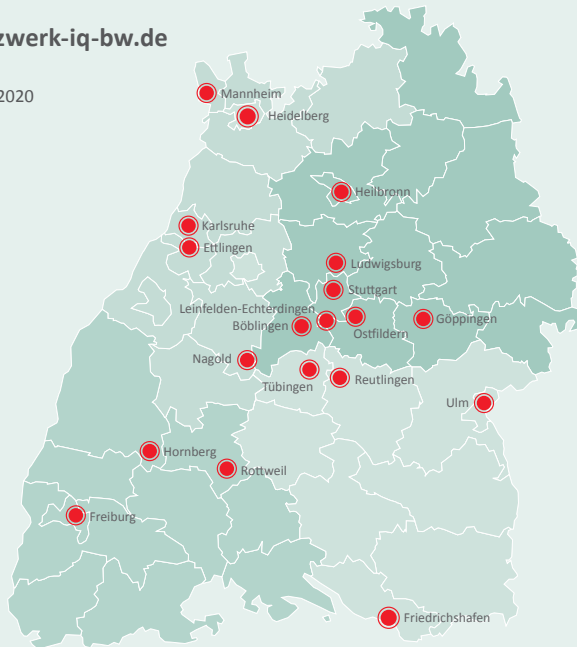 zwerk-iq-bw.de
2020
Mannheim
Heidelberg
Heilbronn
Karlsruhe
Ettlingen
Ludwigsburg
Stuttgart
Leinfelden-Echterdingen
Göppingen
Böblingen
Ostfildern
Nagold
Tübingen
Reutlingen
Ulm
Hornberg
Rottweil
Freiburg
Friedrichshafen